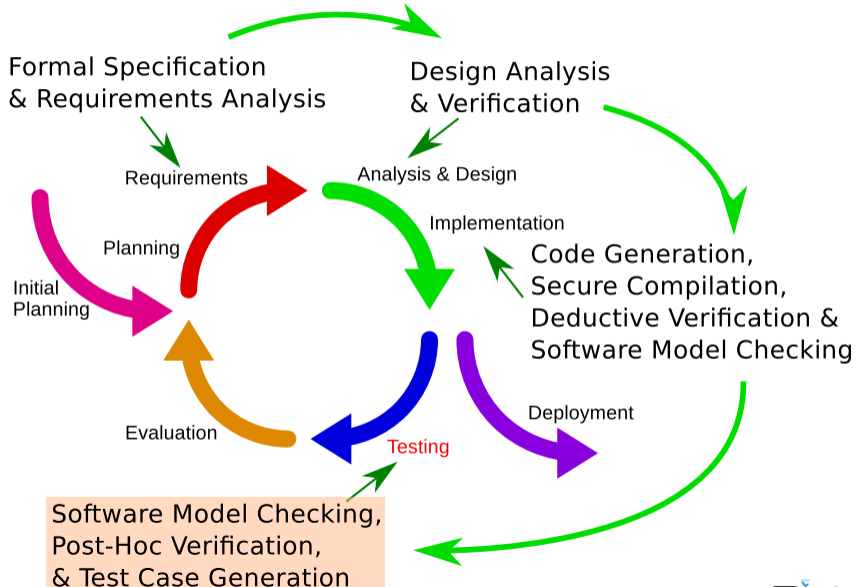 Formal Specification
& Requirements Analysis
Design Analysis
& Verification
Requirements
Analysis & Design
Implementation
Planning
Initial
Planning
Code Generation,
Secure Compilation,
Deductive Verification &
Software Model Checking
Deployment
Evaluation
Testing
Software Model Checking,
Post-Hoc Verification,
& Test Case Generation